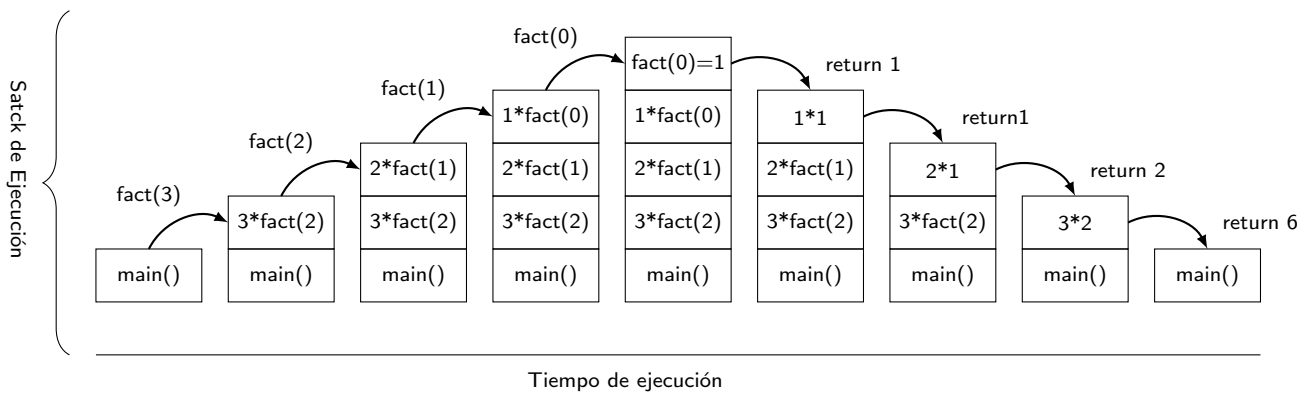 fact(0)
fact(0)=1
return 1
fact(1)
1*fact(0)
1*fact(0)
1*1
return1
fact(2)
2*fact(1)
2*fact(1)
2*fact(1)
2*fact(1)
2*1
return 2
fact(3)
3*fact(2)
3*fact(2)
3*fact(2)
3*fact(2)
3*fact(2)
3*fact(2)
3*2
return 6
main()
main()
main()
main()
main()
main()
main()
main()
main()
Satck de Ejecución
Tiempo de ejecución